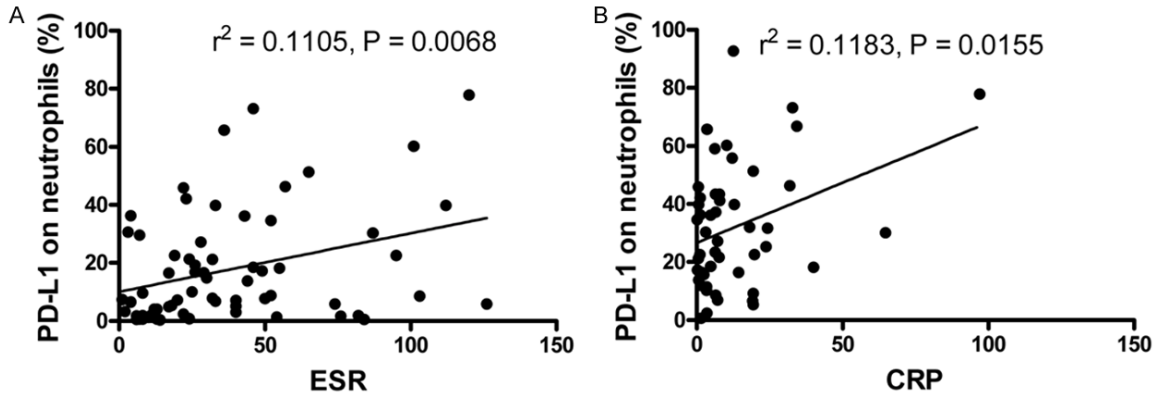 A
r² = 0.1105, P = 0.0068
PD-L1 on neutrophils (%)
100
80
60
40
20
0
0 50 100 150
ESR
B
r² = 0.1183, P = 0.0155
PD-L1 on neutrophils (%)
100
80
60
40
20
0
0 50 100 150
CRP